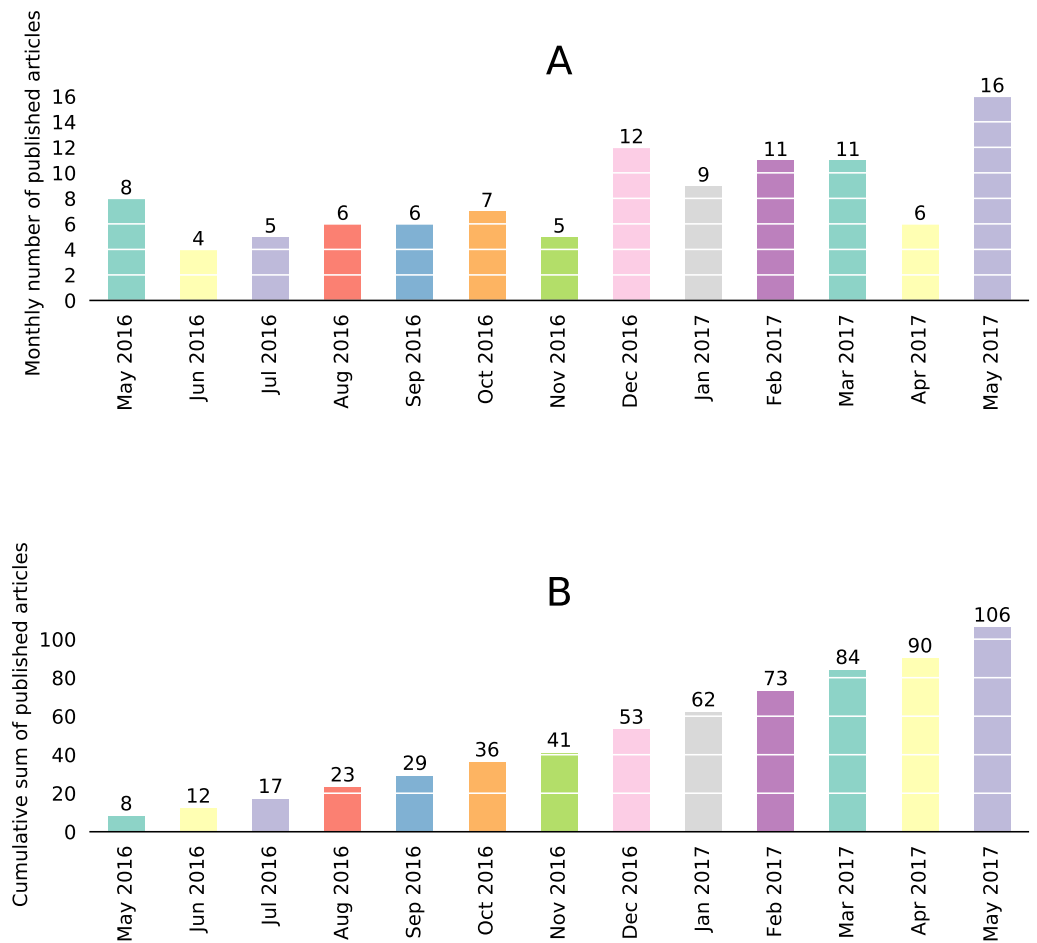 A
Monthly number of published articles
16
14
12
10
8
6
4
2
0
8
4
5
6
6
7
5
12
9
11
11
6
16
May 2016
Jun 2016
Jul 2016
Aug 2016
Sep 2016
Oct 2016
Nov 2016
Dec 2016
Jan 2017
Feb 2017
Mar 2017
Apr 2017
May 2017
B
Cumulative sum of published articles
100
80
60
40
20
0
8
12
17
23
29
36
41
53
62
73
84
90
106
May 2016
Jun 2016
Jul 2016
Aug 2016
Sep 2016
Oct 2016
Nov 2016
Dec 2016
Jan 2017
Feb 2017
Mar 2017
Apr 2017
May 2017